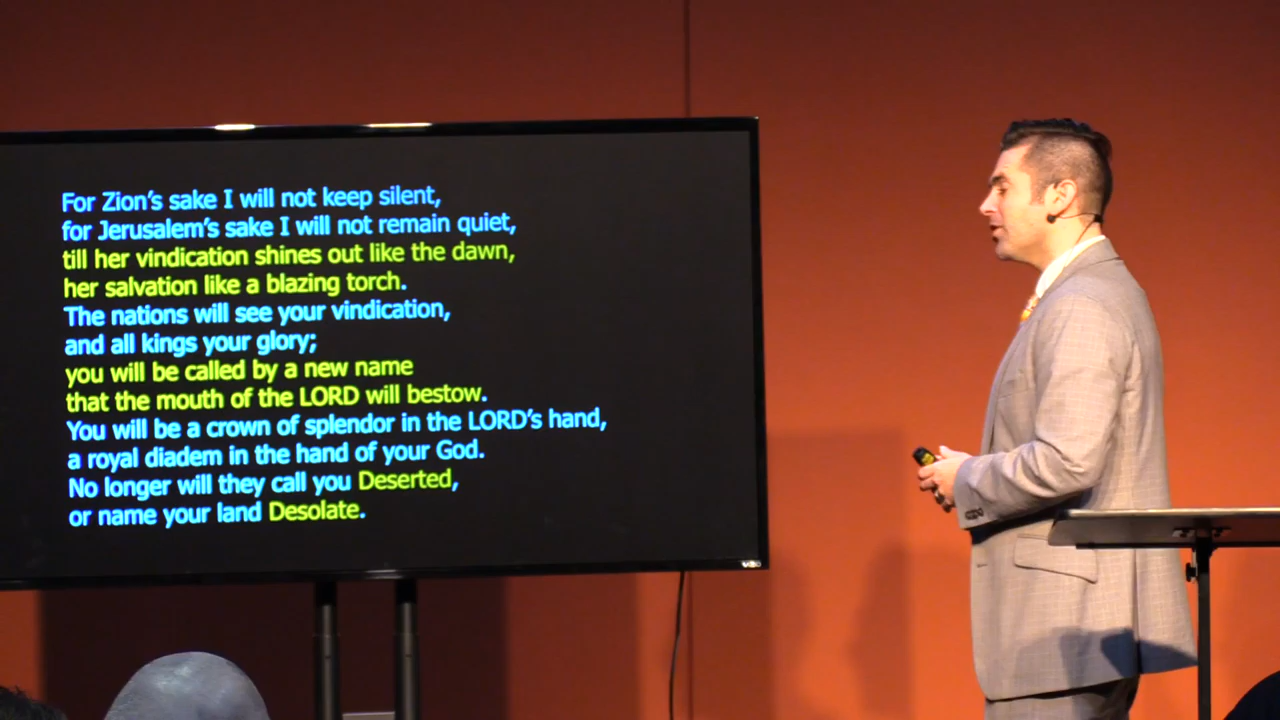 For Zion's sake I will not keep silent,
for Jerusalem's sake I will not remain quiet,
till her vindication shines out like the dawn,
her salvation like a blazing torch.
The nations will see your vindication,
and all kings your glory;
you will be called by a new name
that the mouth of the LORD will bestow.
You will be a crown of splendor in the LORD's hand,
a royal diadem in the hand of your God.
No longer will they call you Deserted,
or name your land Desolate.
VIZIO